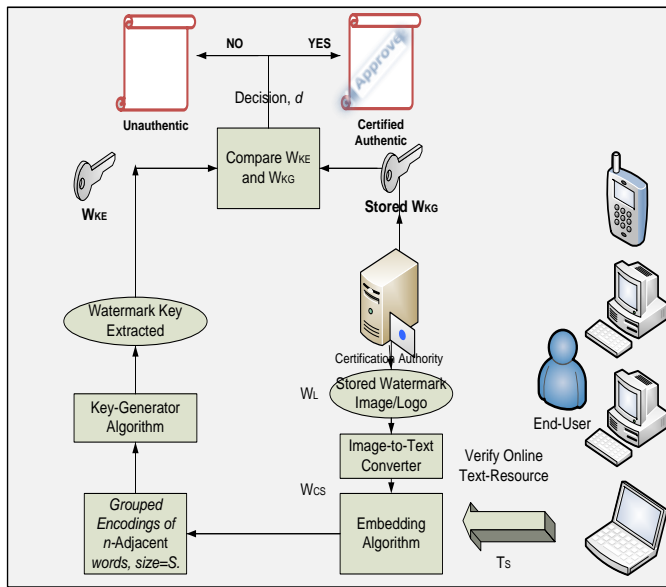 NO
YES
Approve
Decision, d
Unauthentic
Certified
Authentic
Compare WKE
and WKG
WKE
Stored WKG
Watermark Key
Extracted
Certification Authority
WL
Stored Watermark
Image/Logo
End-User
Key-Generator
Algorithm
Image-to-Text
Converter
Verify Online
Text-Resource
WCS
Grouped
Encodings of
n-Adjacent
words, size=S.
Embedding
Algorithm
TS